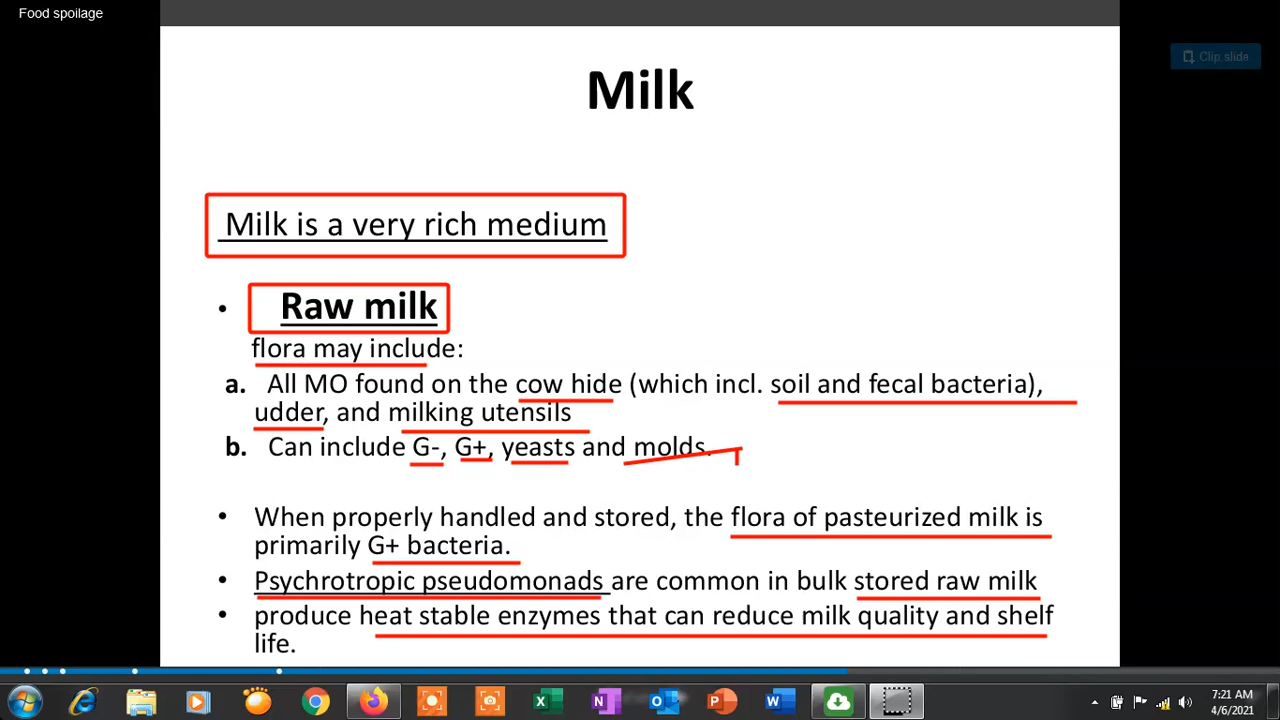 Food spoilage
Clip slide
Milk
Milk is a very rich medium
• Raw milk
flora may include:
a. All MO found on the cow hide (which incl. soil and fecal bacteria),
udder, and milking utensils
b. Can include G-, G+, yeasts and molds.
• When properly handled and stored, the flora of pasteurized milk is
primarily G+ bacteria.
• Psychrotropic pseudomonads are common in bulk stored raw milk
• produce heat stable enzymes that can reduce milk quality and shelf
life.
7:21 AM
4/6/2021